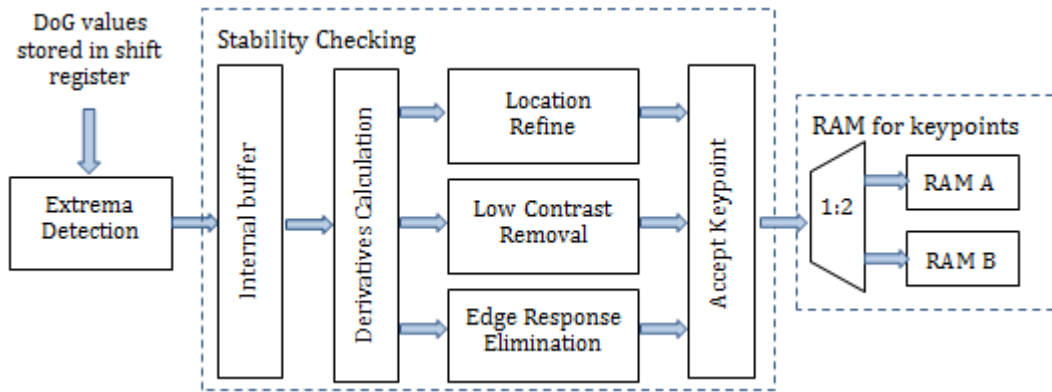 DoG values
stored in shift
register
Extrema
Detection
Stability Checking
Internal buffer
Derivatives Calculation
Location
Refine
Low Contrast
Removal
Edge Response
Elimination
Accept Keypoint
RAM for keypoints
1:2
RAM A
RAM B